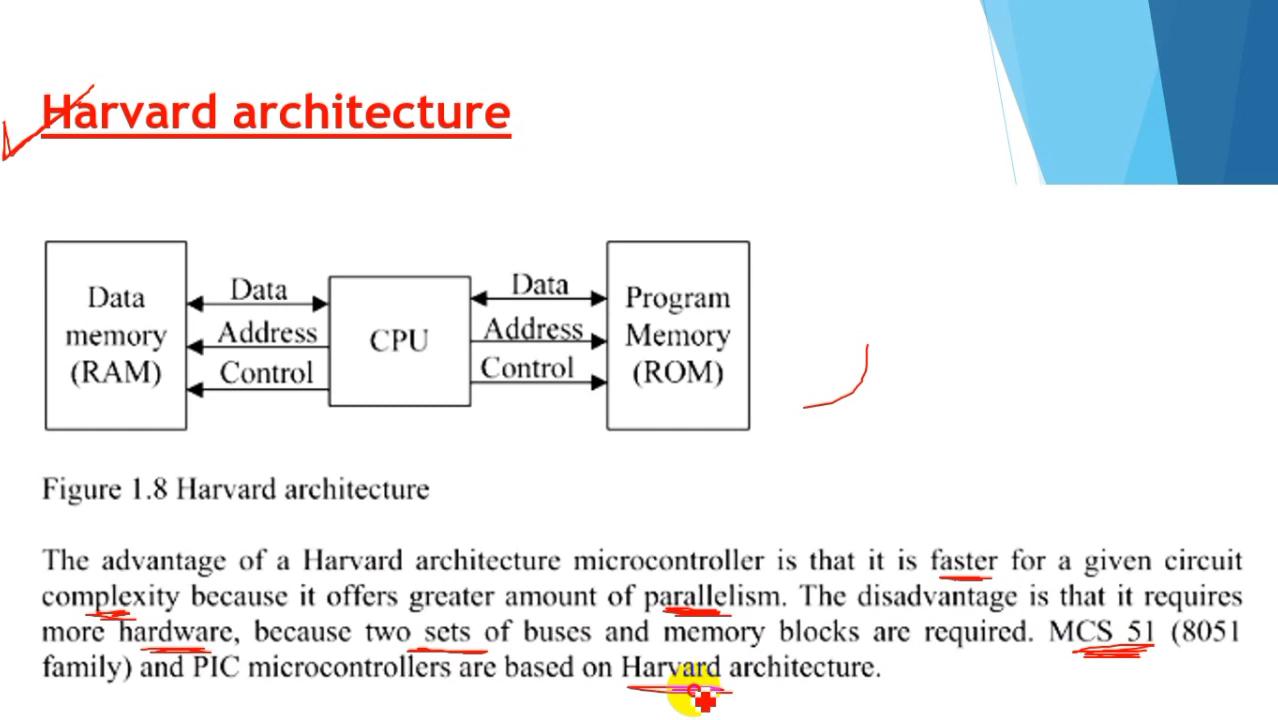 Harvard architecture
Data
memory
(RAM)
Data
Address
Control
CPU
Data
Address
Control
Program
Memory
(ROM)
Figure 1.8 Harvard architecture
The advantage of a Harvard architecture microcontroller is that it is faster for a given circuit
complexity because it offers greater amount of parallelism. The disadvantage is that it requires
more hardware, because two sets of buses and memory blocks are required. MCS 51 (8051
family) and PIC microcontrollers are based on Harvard architecture.